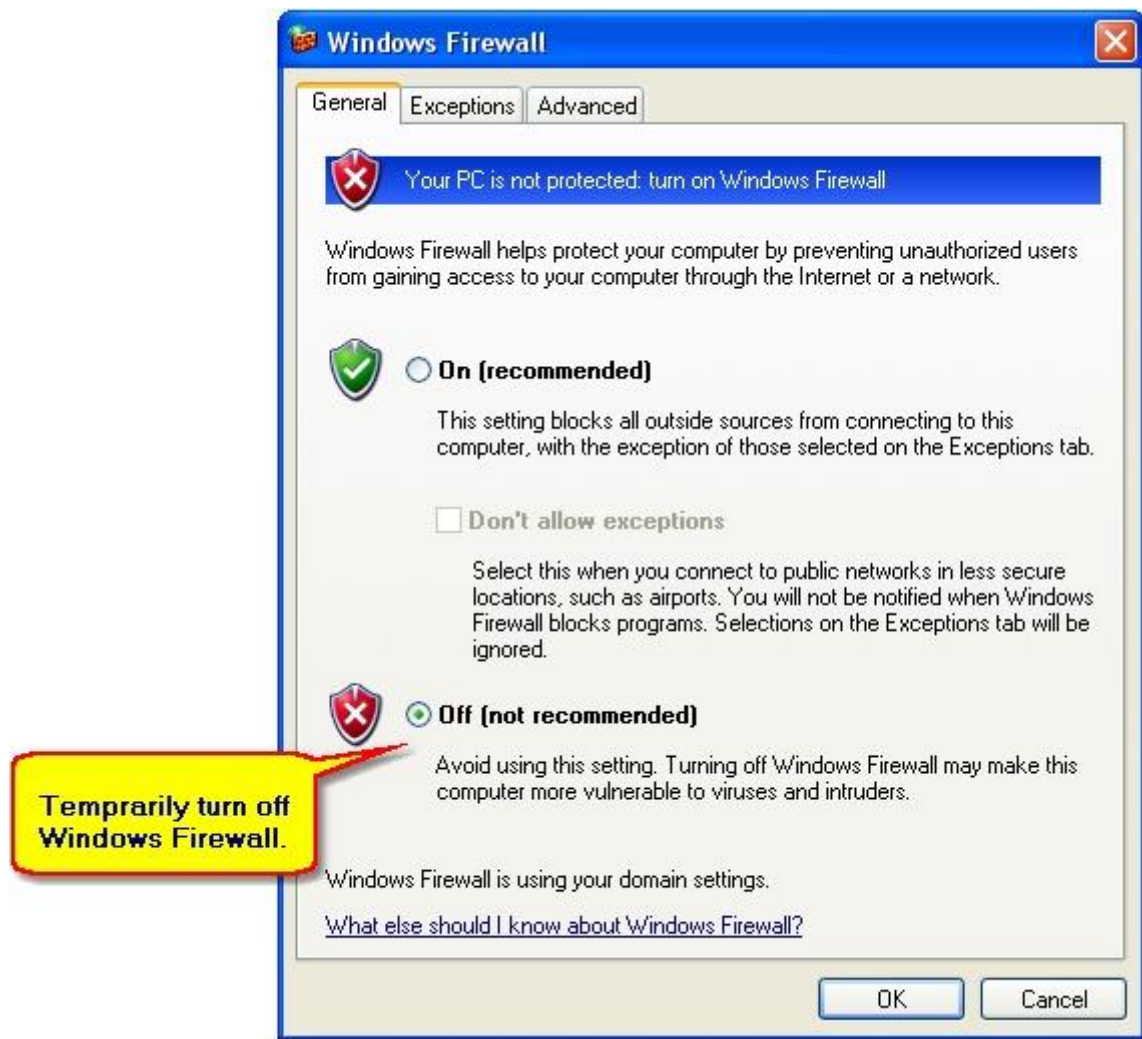 Windows Firewall
General Exceptions Advanced
Your PC is not protected: turn on Windows Firewall
Windows Firewall helps protect your computer by preventing unauthorized users
from gaining access to your computer through the Internet or a network.
On (recommended)
This setting blocks all outside sources from connecting to this
computer, with the exception of those selected on the Exceptions tab.
Don't allow exceptions
Select this when you connect to public networks in less secure
locations, such as airports. You will not be notified when Windows
Firewall blocks programs. Selections on the Exceptions tab will be
ignored.
Off (not recommended)
Avoid using this setting. Turning off Windows Firewall may make this
computer more vulnerable to viruses and intruders.
Temprarily turn off
Windows Firewall.
Windows Firewall is using your domain settings.
What else should I know about Windows Firewall?
OK Cancel